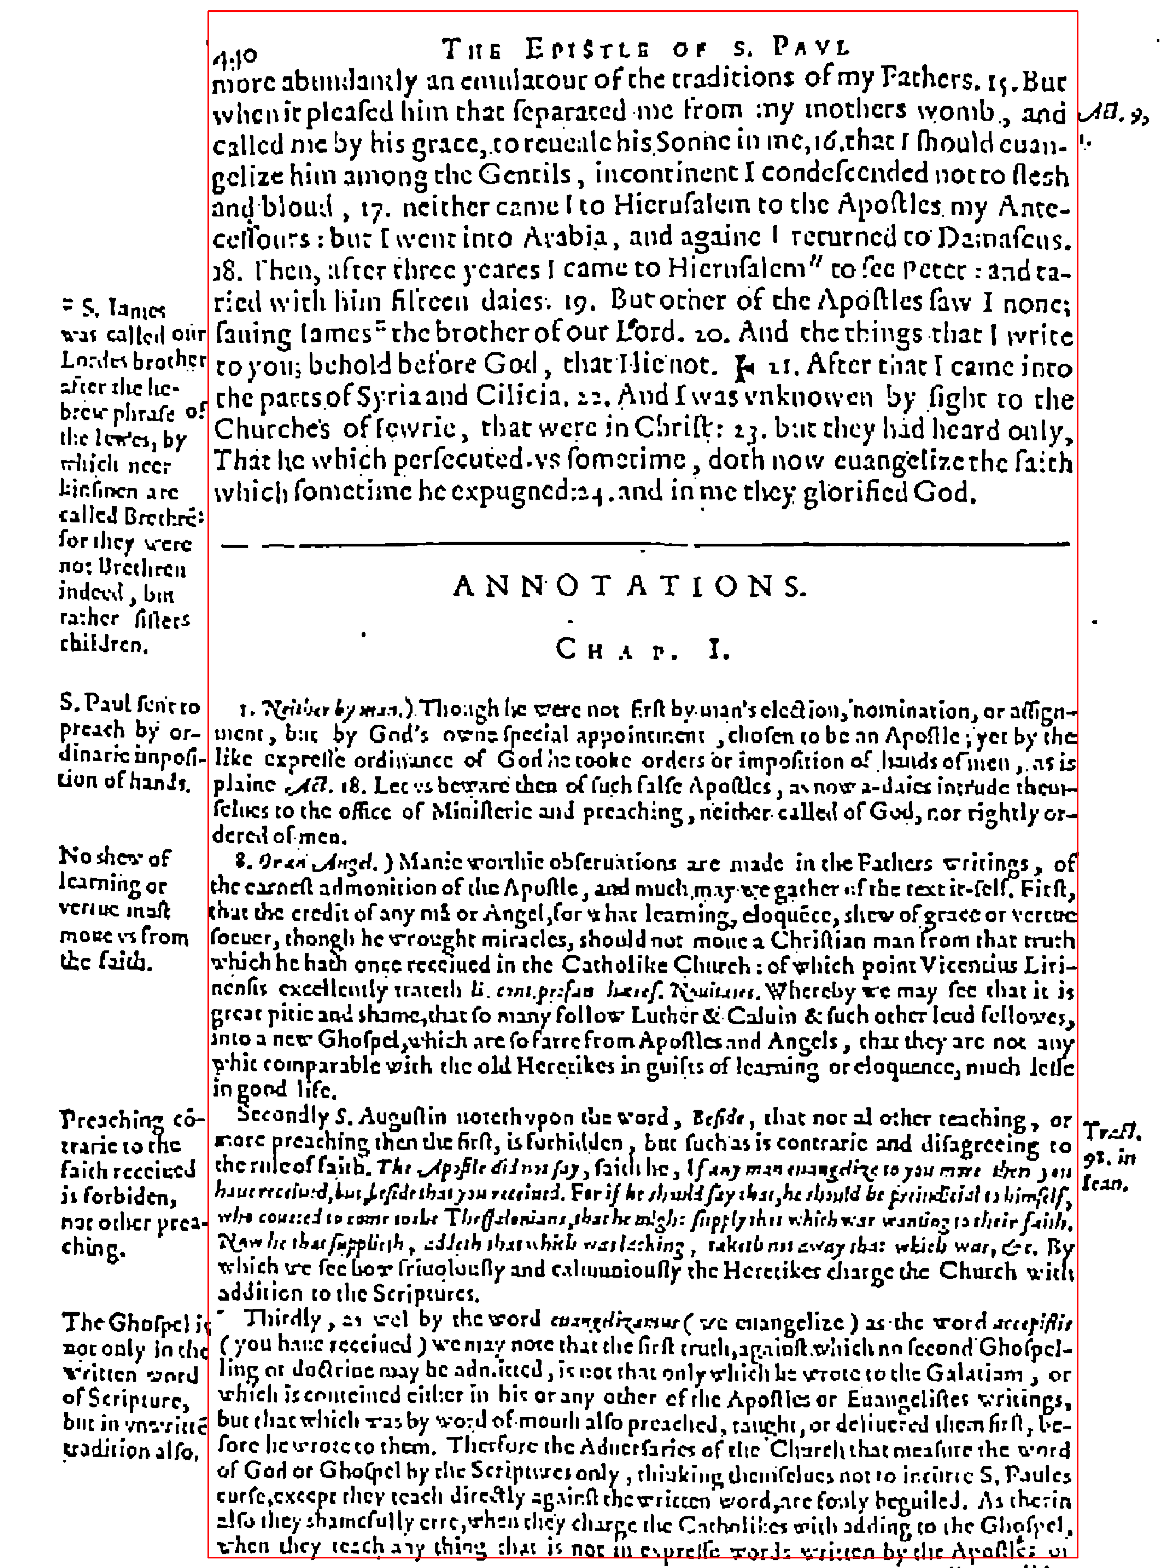 440 THE EPISTLE OF S. PAVL
more abundantly an emulatour of the traditions of my Fathers. 15. But
when it pleaſed him that ſeparated me from my mothers womb, and
called me by his grace, to reueale his Sonne in me, 16. that I ſhould euan-
gelize him among the Gentils, incontinent I condeſcended not to fleſh
and bloud, 17. neither came I to Hieruſalem to the Apoſtles my Ante-
ceſſours: but I went into Arabia, and againe I returned to Damaſcus.
18. Then, after three yeares I came to Hieruſalem" to ſee Peter: and ta-
ried with him fifteen daies. 19. But other of the Apoſtles ſaw I none;
ſauing Iames = the brother of our Lord. 20. And the things that I write
to you; behold before God, that I lie not. 21. After that I came into
the parts of Syria and Cilicia. 22. And I was vnknowen by ſight to the
Churches of Iewrie, that were in Chriſt: 23. but they had heard only,
That he which perſecuted vs ſometime, doth now euangelize the faith
which ſometime he expugned: 24. and in me they glorified God.
Act. 9,
1.
= S. Iames
was called our
Lordes brother
after the he-
brew phraſe of
the Iewes, by
which neer
kinſmen are
called Brethrē:
for they were
not Brethren
indeed, but
rather ſiſters
children.
ANNOTATIONS.
CHAP. I.
S. Paul ſent to
preach by or-
dinarie impoſi-
tion of hands.
1. Neither by man.) Though he were not firſt by man's election, nomination, or aſſign-
ment, but by God's owne ſpecial appointment, choſen to be an Apoſtle; yet by the
like expreſſe ordinance of God he tooke orders or impoſition of hands of men, as is
plaine Act. 18. Let vs beware then of ſuch falſe Apoſtles, as now a-daies intrude them-
ſelues to the office of Miniſterie and preaching, neither called of God, nor rightly or-
dered of men.
No shew of
learning or
vertue muſt
moue vs from
the faith.
8. Or an Angel.) Manie worthie obſeruations are made in the Fathers writings, of
the earneſt admonition of the Apoſtle, and much may we gather of the text it-ſelf. Firſt,
that the credit of any mā or Angel, for what learning, eloquēce, shew of grace or vertue
ſoeuer, though he wrought miracles, should not moue a Chriſtian man from that truth
which he hath once receiued in the Catholike Church: of which point Vicentius Liri-
nenſis excellently trateth li. cont. profan. haereſ. Nouitates. Whereby we may ſee that it is
great pitie and shame, that ſo many follow Luther & Caluin & ſuch other leud fellowes,
into a new Ghoſpel, which are ſo farre from Apoſtles and Angels, that they are not any
whit comparable with the old Heretikes in guifts of learning or eloquence, much leſſe
in good life.
Preaching cō-
trarie to the
faith receiued
is forbiden,
not other prea-
ching.
Secondly S. Auguſtin noteth vpon the word, Beſide, that not al other teaching, or
more preaching then the firſt, is forbidden, but ſuch as is contrarie and diſagreeing to
the rule of faith. The Apoſtle did not ſay, ſaith he, If any man euangelize to you more then you
haue receiued, but, beſide that you receiued. For if he should ſay that, he should be preiudicial to himſelf,
who coueted to come to the Theſſalonians, that he might ſupply that which was wanting to their faith.
Now he that ſupplieth, addeth that which was lacking, taketh not away that which was, &c. By
which we ſee how friuolouſly and calumniouſly the Heretikes charge the Church with
addition to the Scriptures.
Tract.
98. in
Ioan.
The Ghoſpel is
not only in the
written word
of Scripture,
but in vnwrittē
tradition alſo.
Thirdly, as wel by the word euangelizamus (we euangelize) as the word accepiſtis
(you haue receiued) we may note that the firſt truth, againſt which no ſecond Ghoſpel-
ling or doctrine may be admitted, is not that only which he wrote to the Galatians, or
which is conteined either in his or any other of the Apoſtles or Euangeliſtes writings,
but that which was by word of mouth alſo preached, taught, or deliuered them firſt, be-
fore he wrote to them. Therfore the Aduerſaries of the Church that meaſure the word
of God or Ghoſpel by the Scriptures only, thinking themſelues not to incurre S. Paules
curſe, except they teach directly againſt the written word, are fouly beguiled. As therin
alſo they shamefully erre, when they charge the Catholikes with adding to the Ghoſpel,
when they teach any thing that is not in expreſſe words written by the Apoſtles or